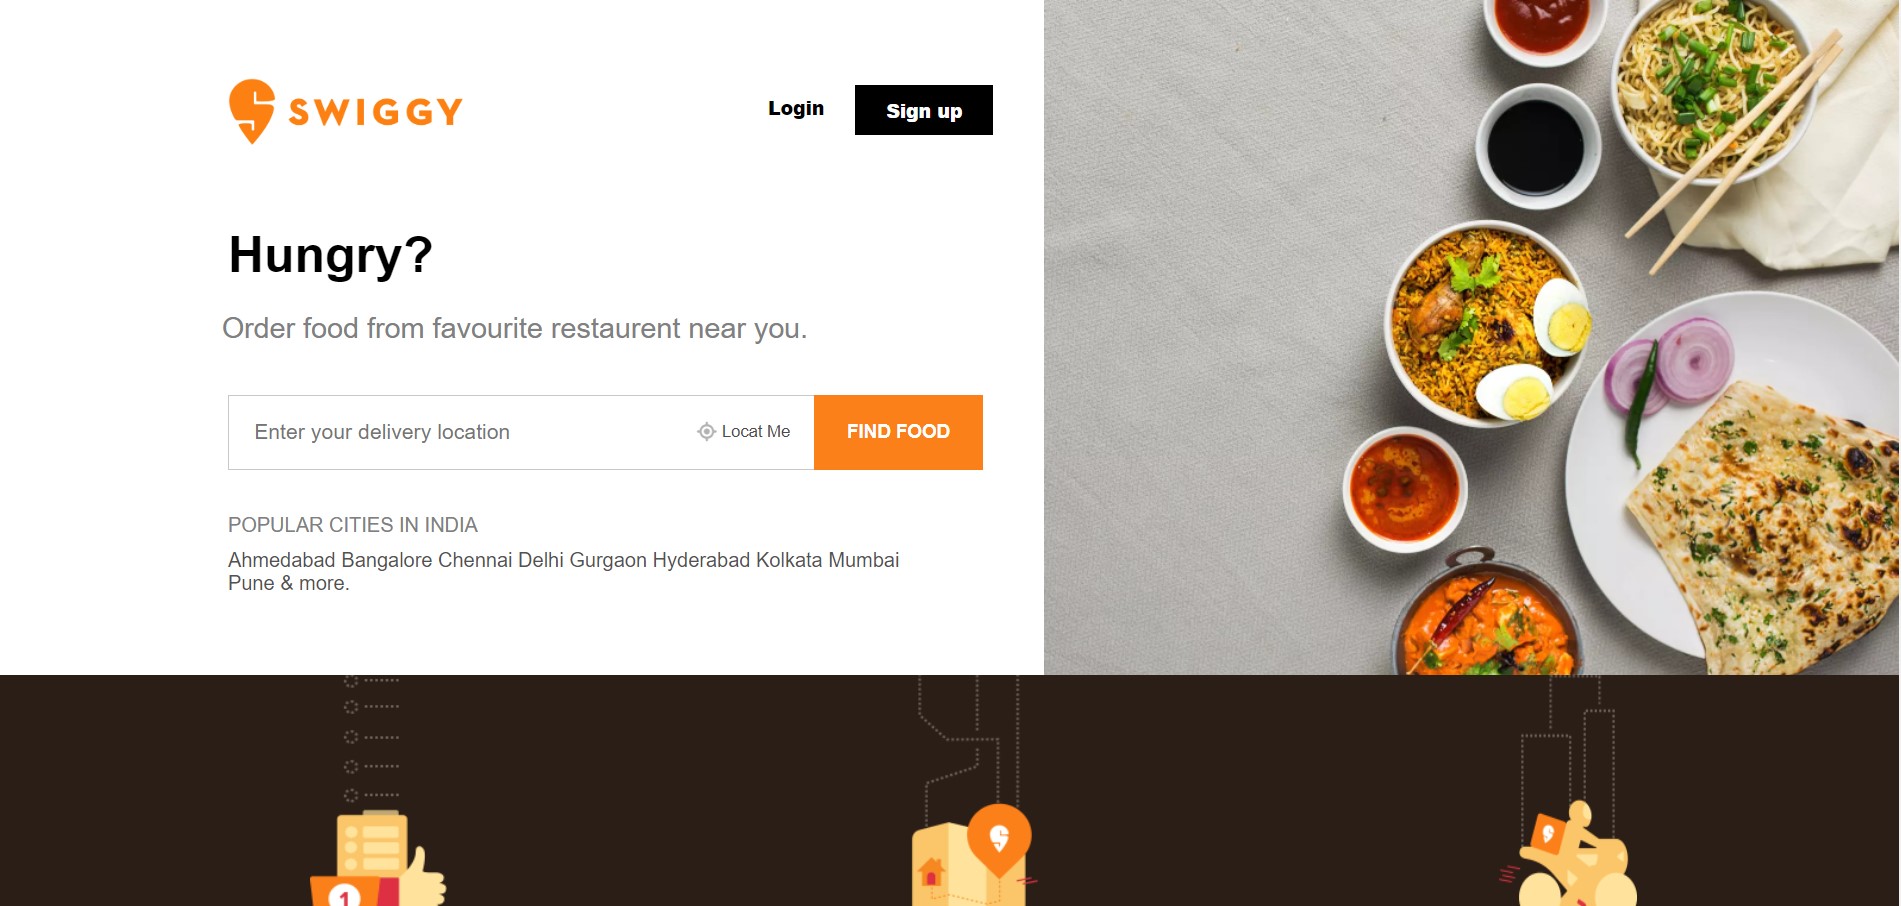 SWIGGY
Login
Sign up
Hungry?
Order food from favourite restaurent near you.
Enter your delivery location
Locat Me
FIND FOOD
POPULAR CITIES IN INDIA
Ahmedabad Bangalore Chennai Delhi Gurgaon Hyderabad Kolkata Mumbai
Pune & more.
1